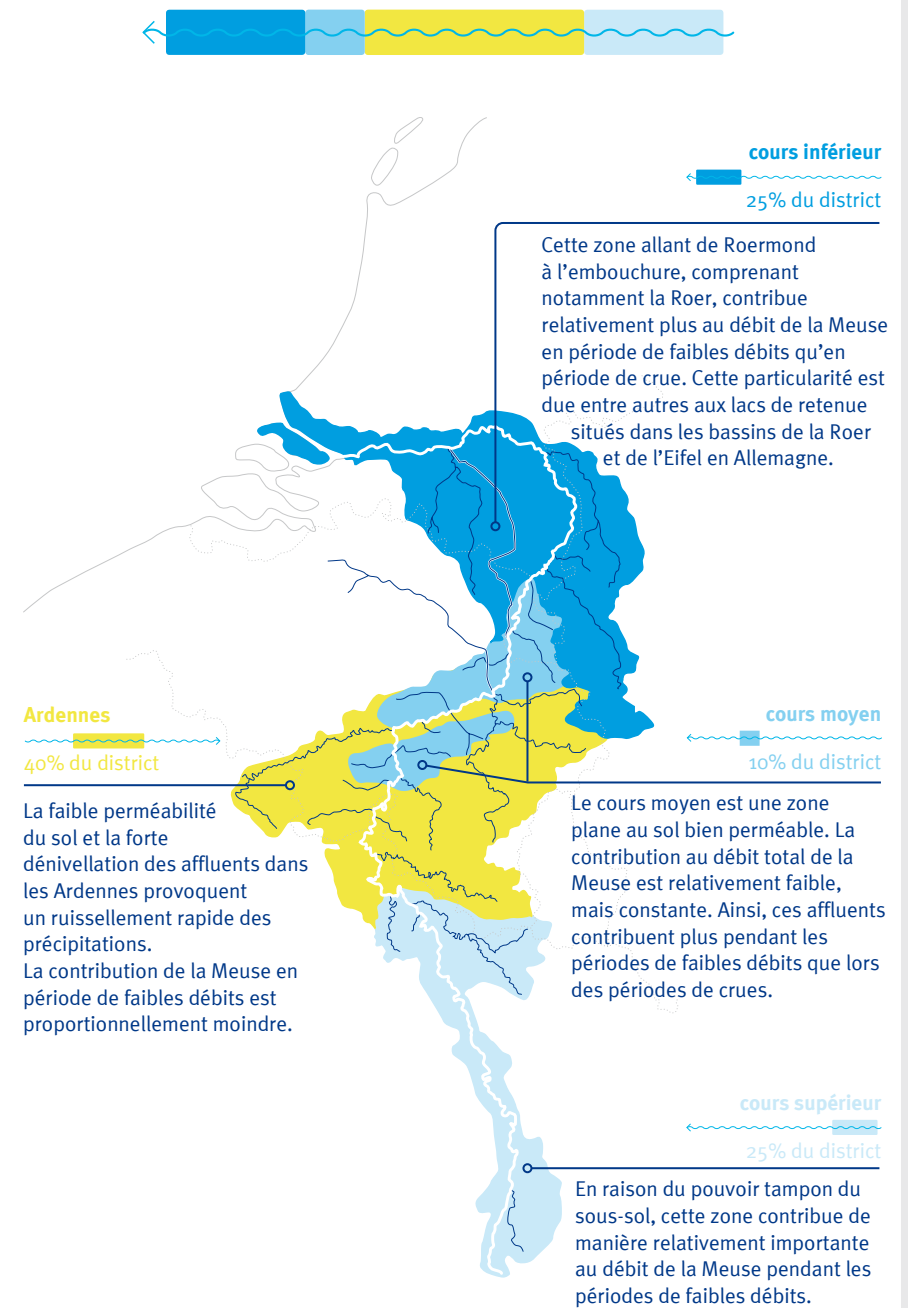 cours inférieur
25% du district
Cette zone allant de Roermond
à l’embouchure, comprenant
notamment la Roer, contribue
relativement plus au débit de la Meuse
en période de faibles débits qu’en
période de crue. Cette particularité est
due entre autres aux lacs de retenue
situés dans les bassins de la Roer
et de l’Eifel en Allemagne.
Ardennes
40% du district
La faible perméabilité
du sol et la forte
dénivellation des affluents dans
les Ardennes provoquent
un ruissellement rapide des
précipitations.
La contribution de la Meuse en
période de faibles débits est
proportionnellement moindre.
cours moyen
10% du district
Le cours moyen est une zone
plane au sol bien perméable. La
contribution au débit total de la
Meuse est relativement faible,
mais constante. Ainsi, ces affluents
contribuent plus pendant les
périodes de faibles débits que lors
des périodes de crues.
cours supérieur
25% du district
En raison du pouvoir tampon du
sous-sol, cette zone contribue de
manière relativement importante
au débit de la Meuse pendant les
périodes de faibles débits.